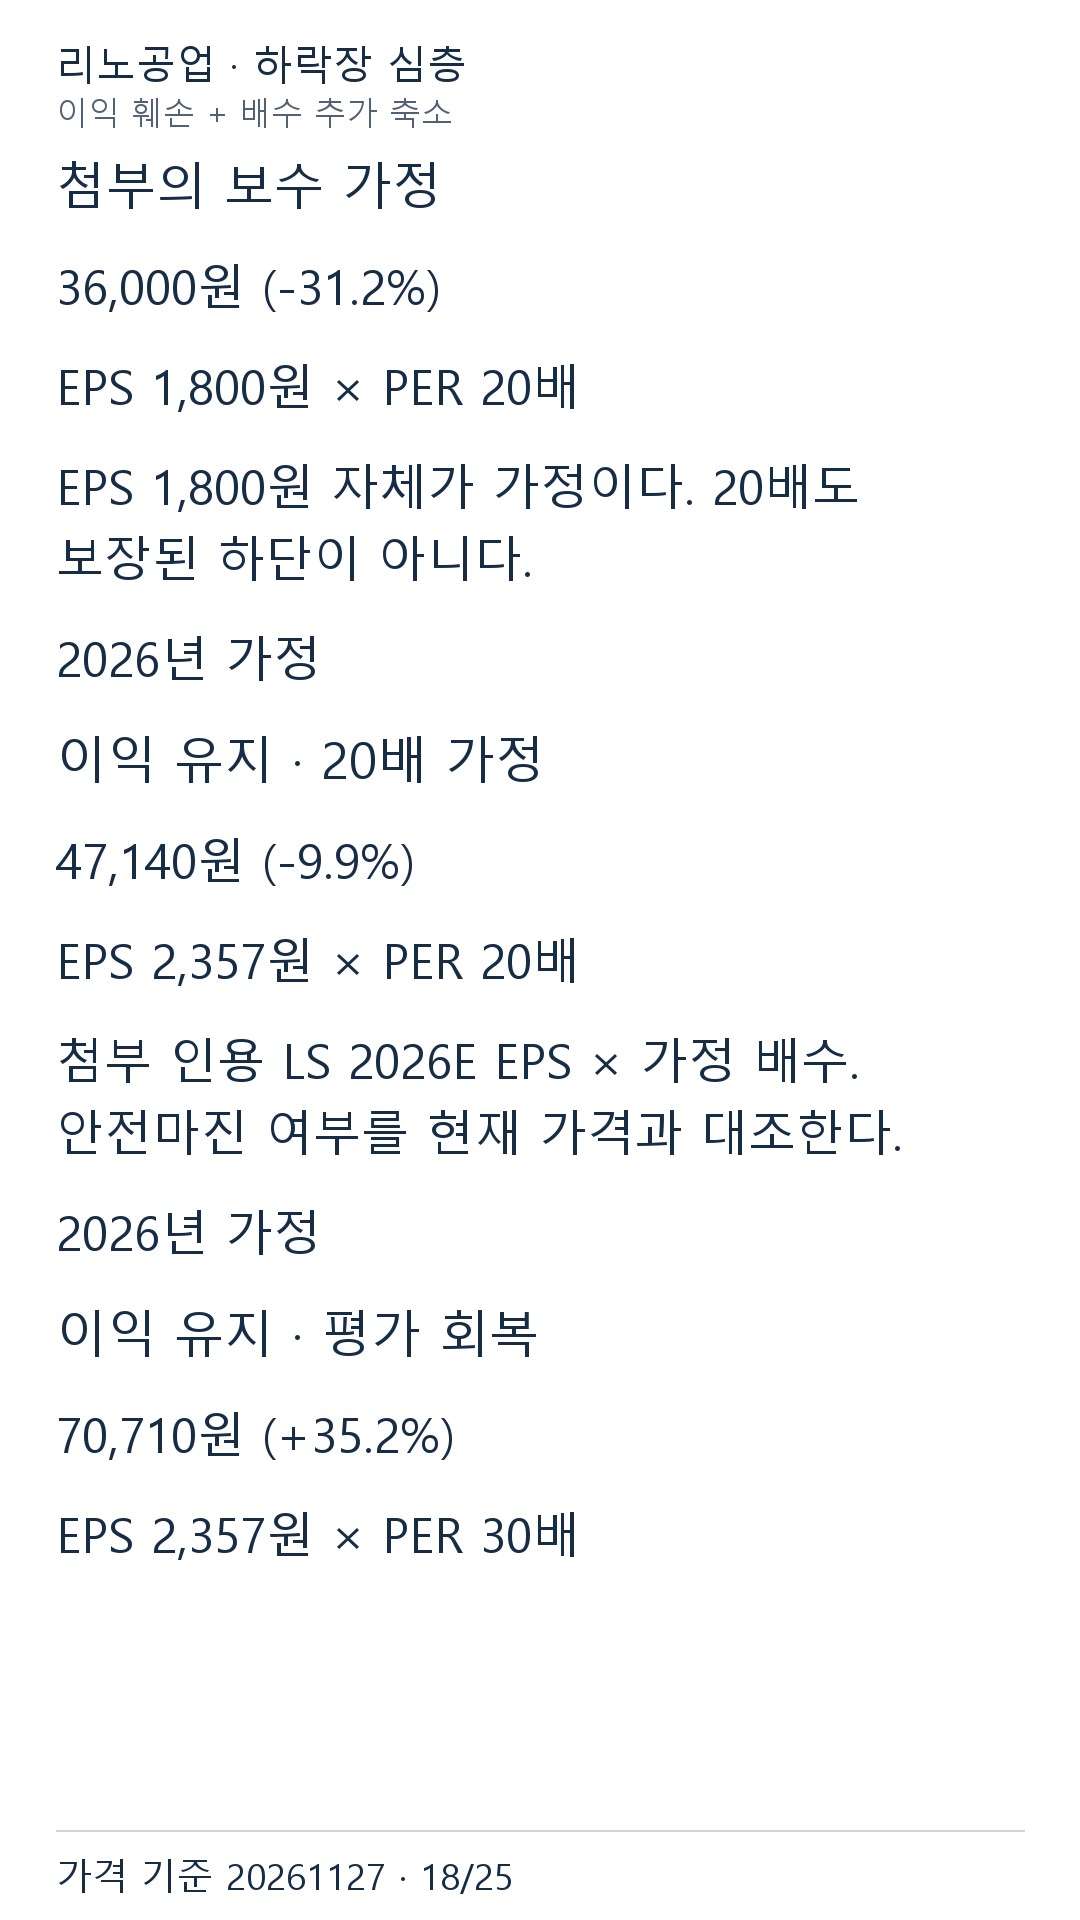 리노공업 · 하락장 심층
이익 훼손 + 배수 추가 축소
첨부의 보수 가정
36,000원 (-31.2%)
EPS 1,800원 × PER 20배
EPS 1,800원 자체가 가정이다. 20배도
보장된 하단이 아니다.
2026년 가정
이익 유지 · 20배 가정
47,140원 (-9.9%)
EPS 2,357원 × PER 20배
첨부 인용 LS 2026E EPS × 가정 배수.
안전마진 여부를 현재 가격과 대조한다.
2026년 가정
이익 유지 · 평가 회복
70,710원 (+35.2%)
EPS 2,357원 × PER 30배
가격 기준 20261127 · 18/25